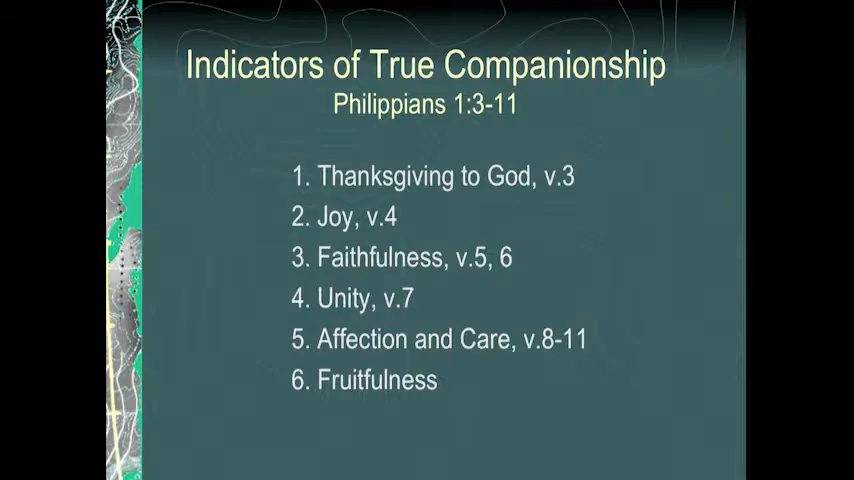 Indicators of True Companionship
Philippians 1:3-11
1. Thanksgiving to God, v.3
2. Joy, v.4
3. Faithfulness, v.5, 6
4. Unity, v.7
5. Affection and Care, v.8-11
6. Fruitfulness